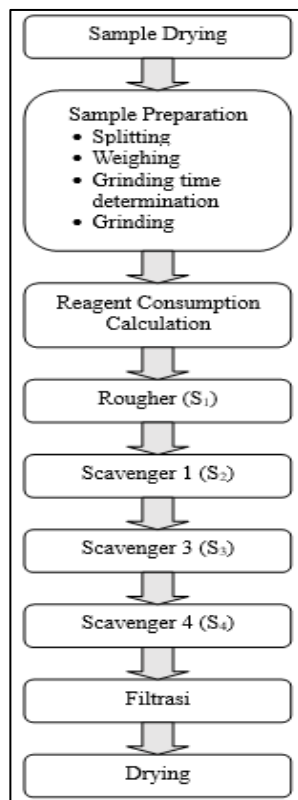 Sample Drying
Sample Preparation
• Splitting
• Weighing
• Grinding time
determination
• Grinding
Reagent Consumption
Calculation
Rougher (S₁)
Scavenger 1 (S₂)
Scavenger 3 (S₃)
Scavenger 4 (S₄)
Filtrasi
Drying